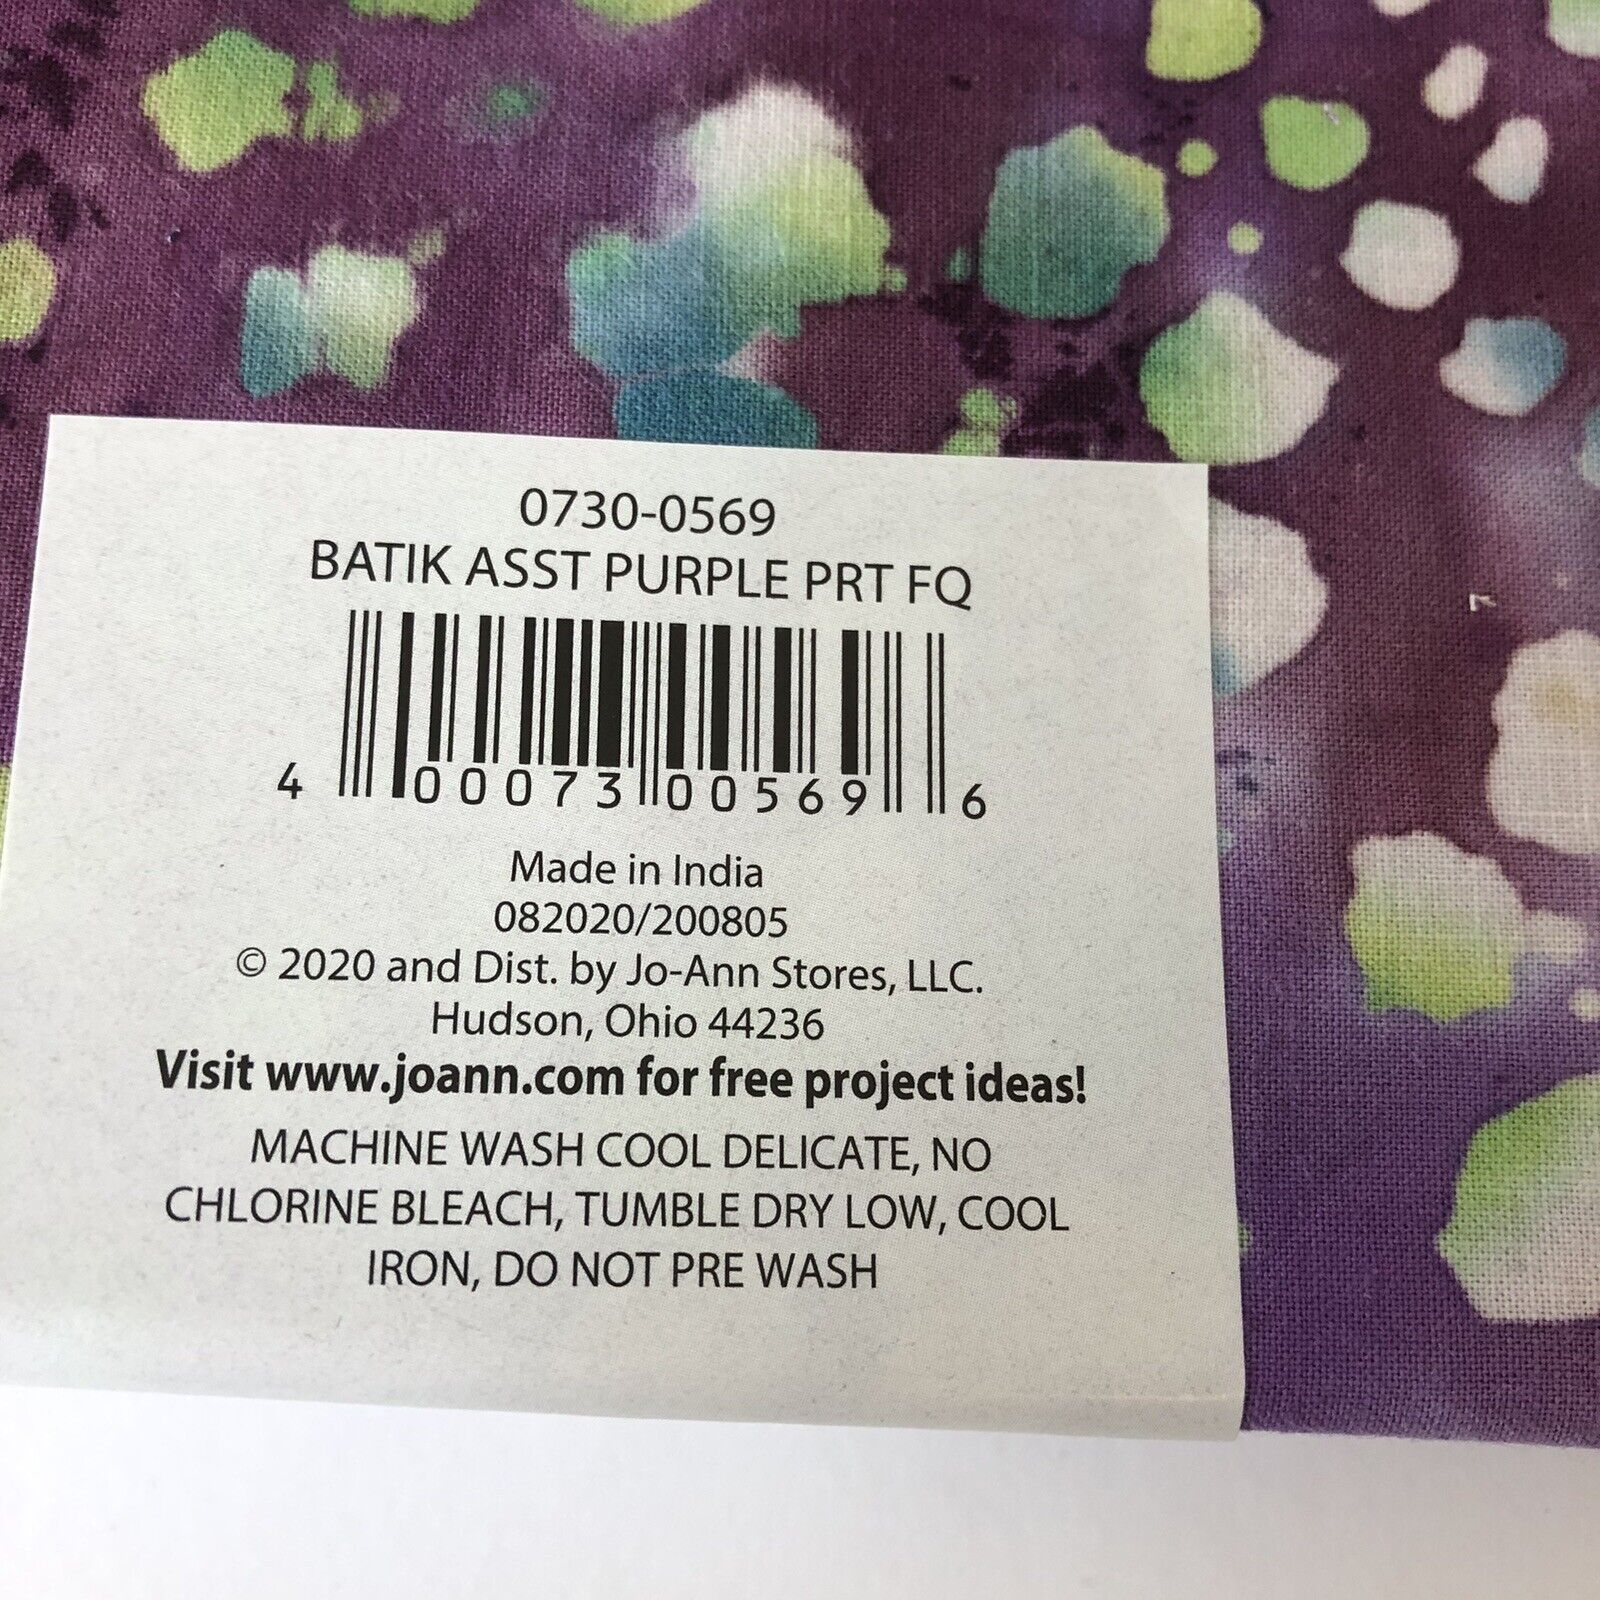 0730-0569
BATIK ASST PURPLE PRT FQ
4 00073 00569 6
Made in India
082020/200805
© 2020 and Dist. by Jo-Ann Stores, LLC.
Hudson, Ohio 44236
Visit www.joann.com for free project ideas!
MACHINE WASH COOL DELICATE, NO
CHLORINE BLEACH, TUMBLE DRY LOW, COOL
IRON, DO NOT PRE WASH